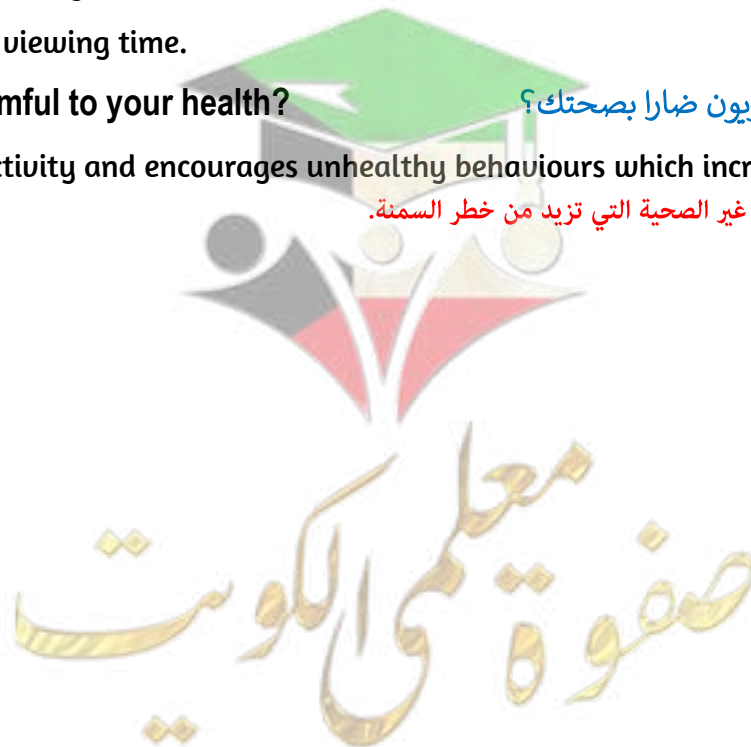 viewing time.
mful to your health?
يون ضارا بصحتك؟
ctivity and encourages unhealthy behaviours which incr
غير الصحية التي تزيد من خطر السمنة.
صفوة معلمى الكويت